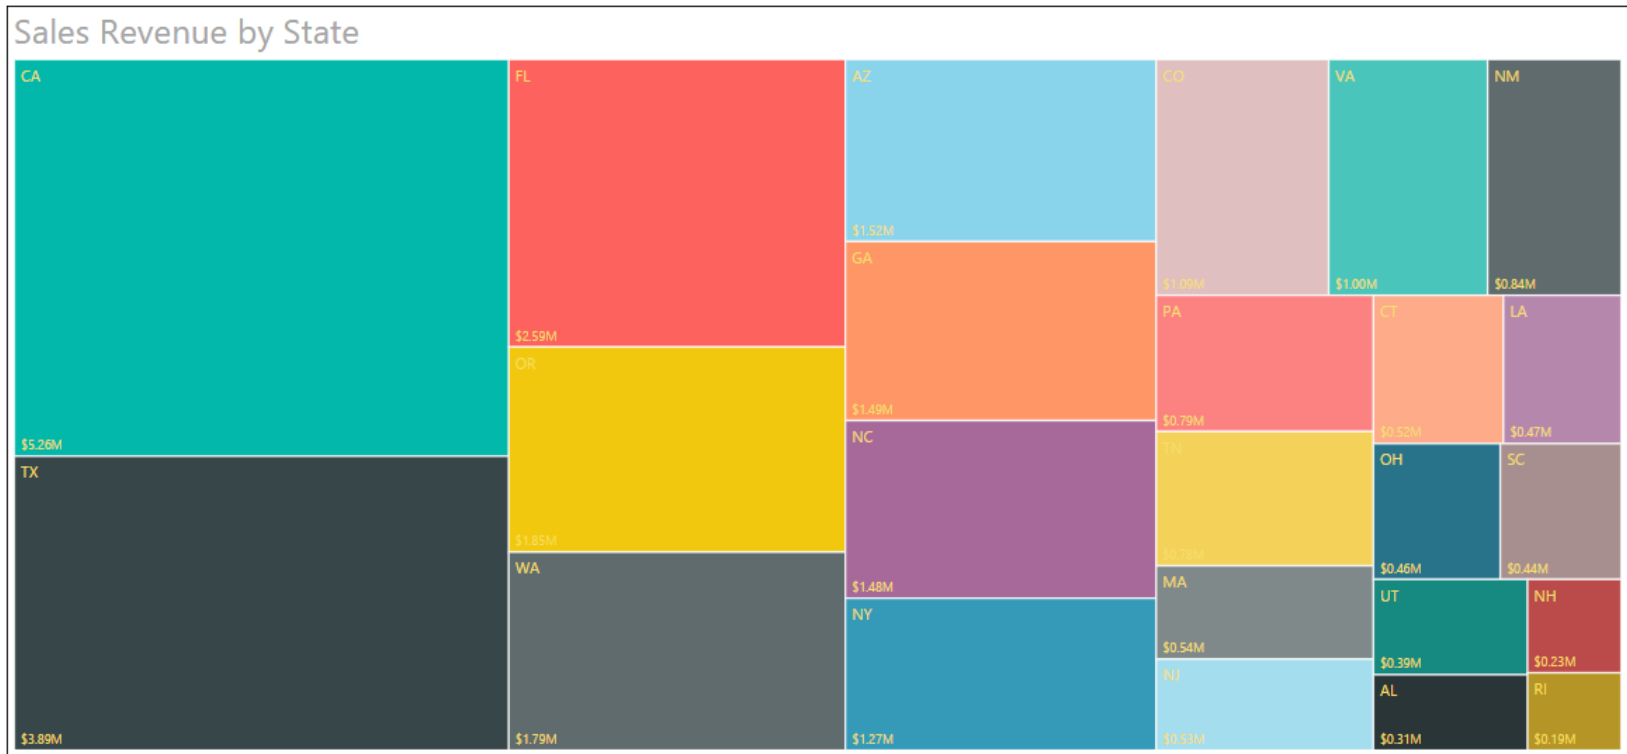 Sales Revenue by State
CA
$5.26M
TX
$3.89M
FL
$2.59M
OR
$1.85M
WA
$1.79M
AZ
$1.52M
GA
$1.49M
NC
$1.48M
NY
$1.27M
CO
$1.09M
VA
$1.00M
NM
$0.84M
PA
$0.79M
TN
$0.78M
MA
$0.54M
NJ
$0.53M
CT
$0.52M
LA
$0.47M
OH
$0.46M
SC
$0.44M
UT
$0.39M
AL
$0.31M
NH
$0.23M
RI
$0.19M